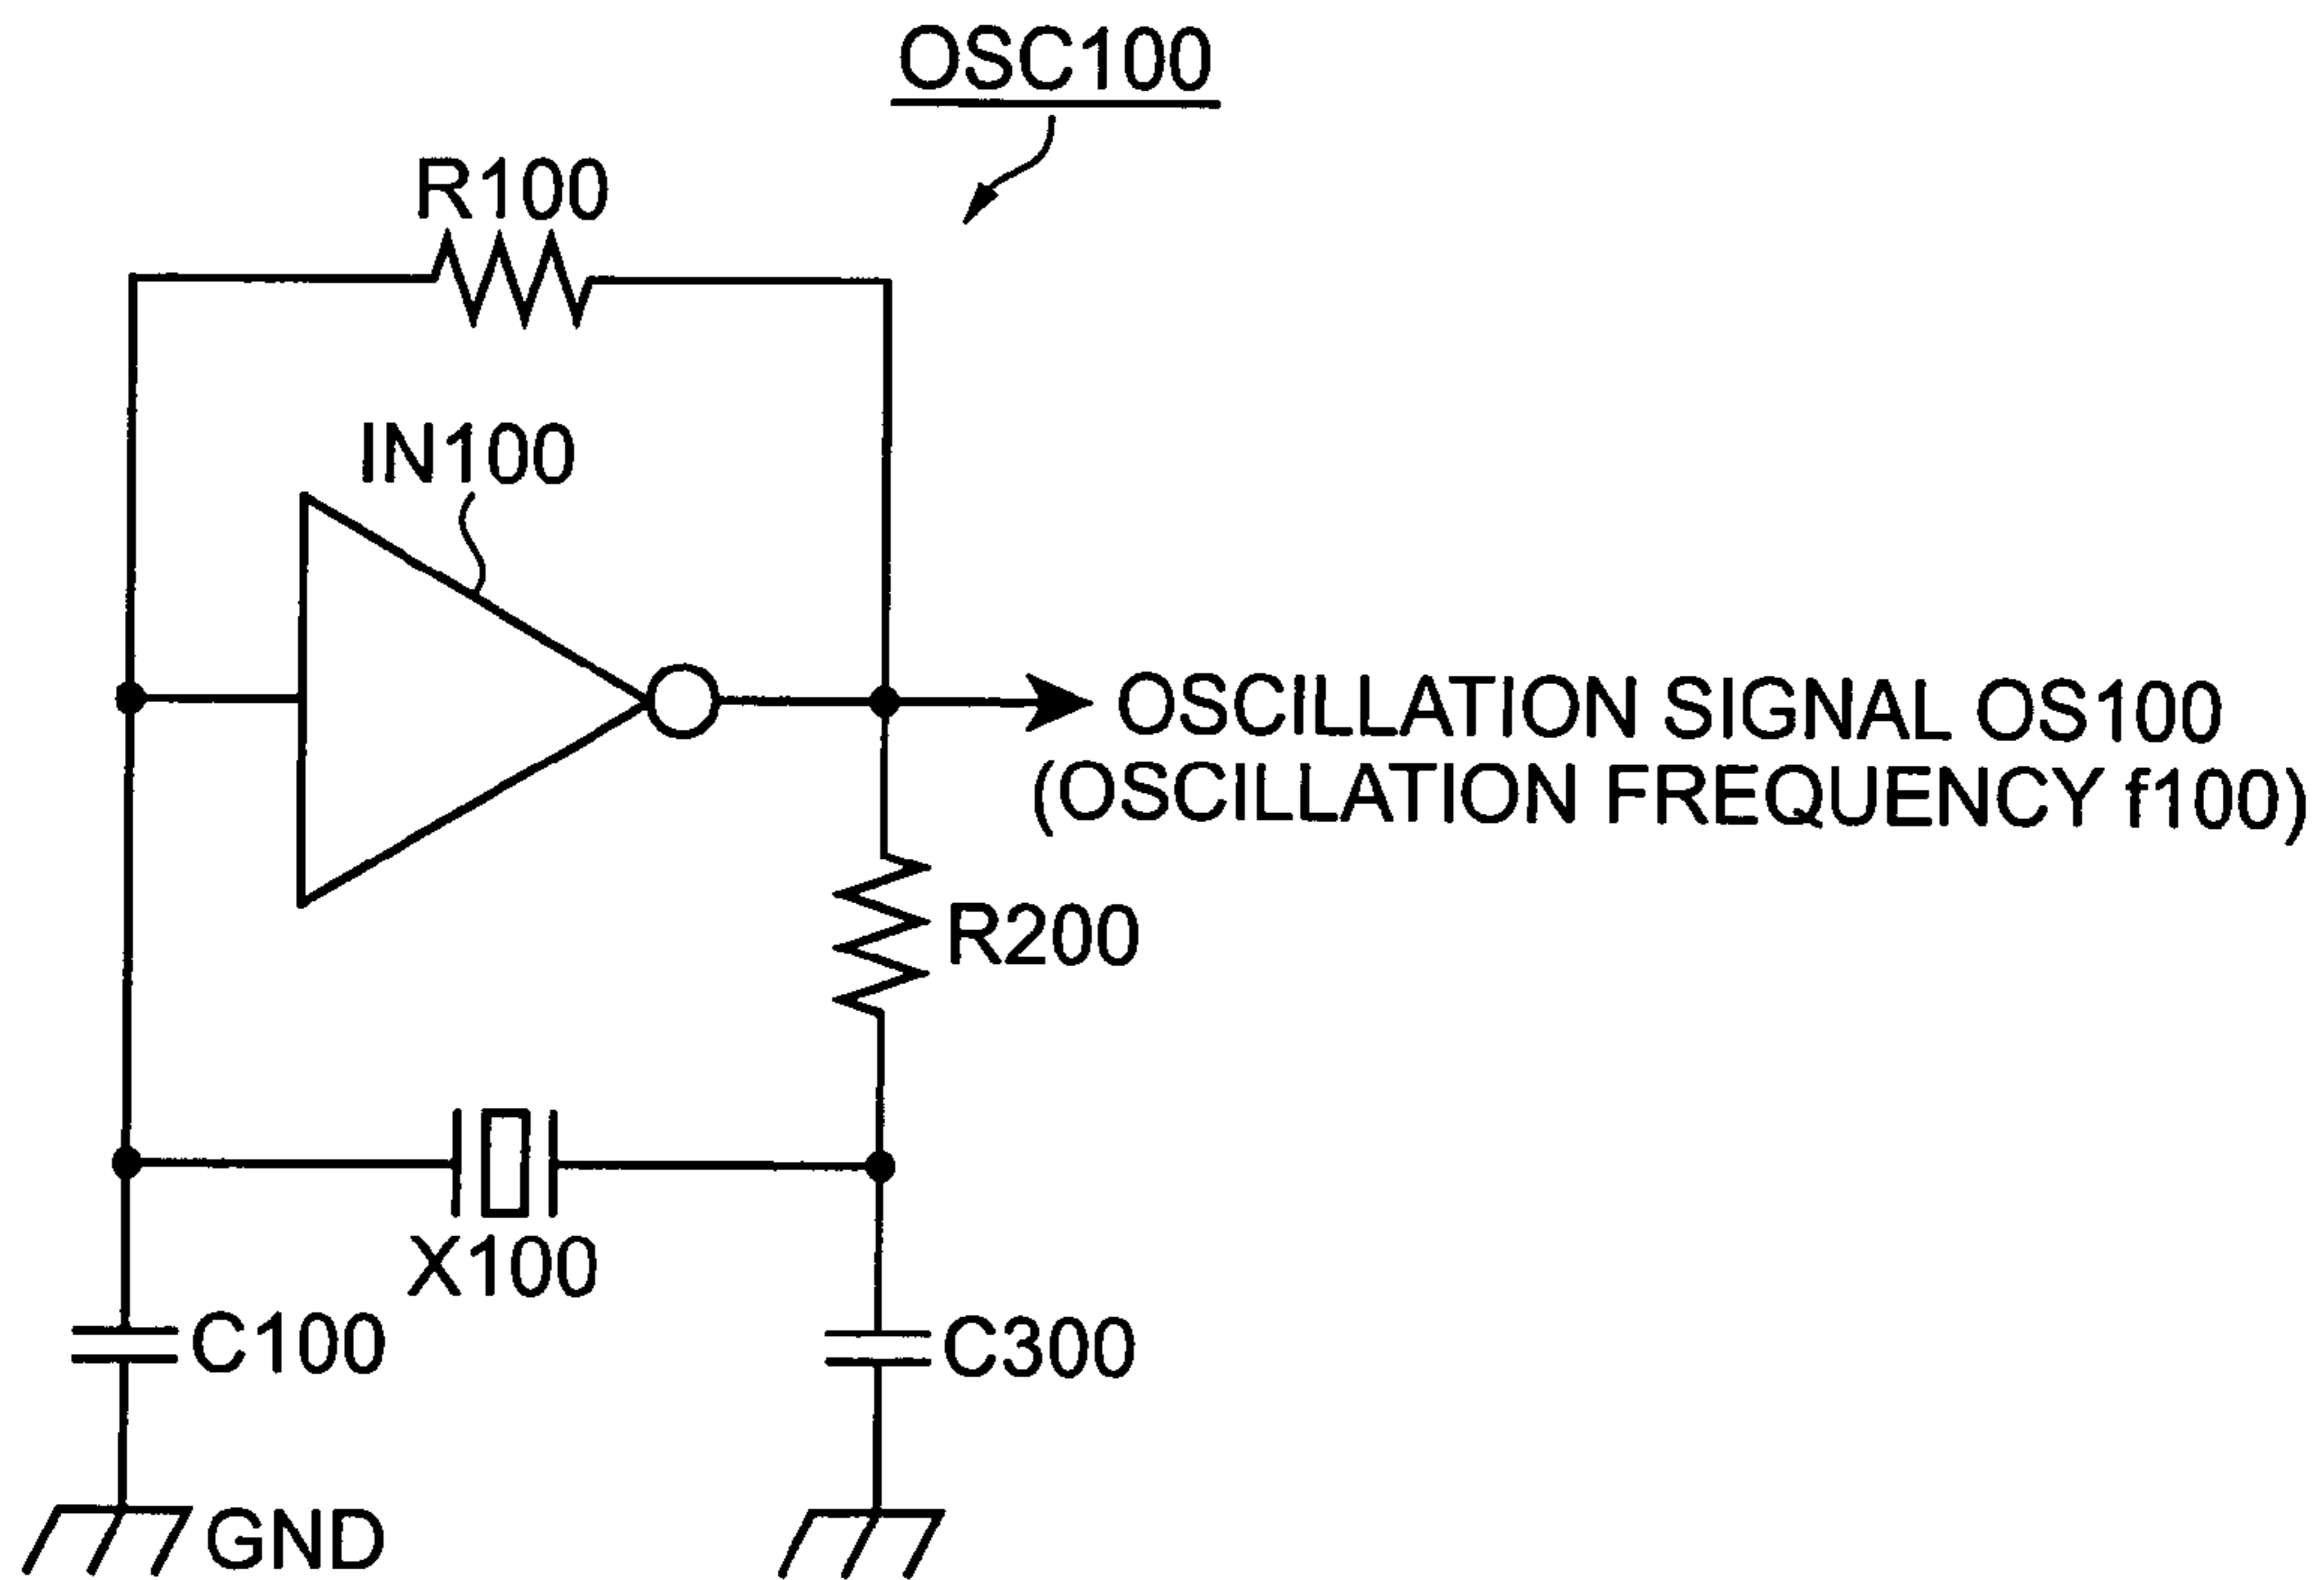 OSC100
R100
IN100
OSCILLATION SIGNAL OS100
(OSCILLATION FREQUENCY f100)
R200
X100
C100
C300
GND